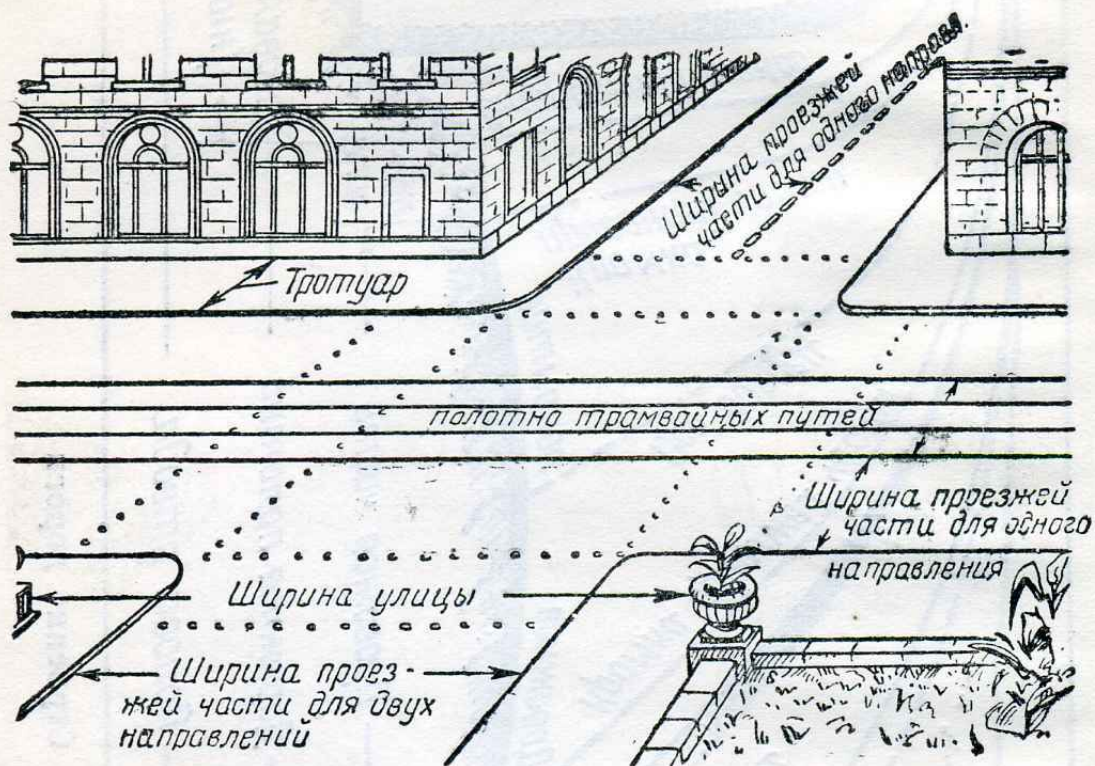 Ширина проезжей
части для одного направл.
Тротуар
полотно трамвайных путей
Ширина проезжей
части для одного
направления
Ширина улицы
Ширина проез-
жей части для двух
направлений